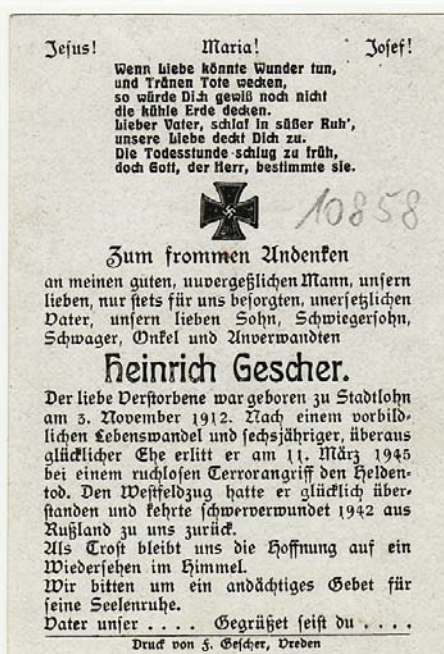 Jesus! Maria! Josef!
Wenn Liebe könnte Wunder tun,
und Tränen Tote wecken,
so würde Dich gewiß noch nicht
die kühle Erde decken.
Lieber Vater, schlaf in süßer Ruh',
unsere Liebe deckt Dich zu.
Die Todesstunde schlug zu früh,
doch Gott, der Herr, bestimmte sie.
10858
Zum frommen Andenken
an meinen guten, uuvergeßlichen Mann, unsern
lieben, nur stets für uns besorgten, unersetzlichen
Vater, unsern lieben Sohn, Schwiegersohn,
Schwager, Onkel und Anverwandten
Heinrich Gescher.
Der liebe Verstorbene war geboren zu Stadtlohn
am 3. November 1912. Nach einem vorbild-
lichen Lebenswandel und sechsjähriger, überaus
glücklicher Ehe erlitt er am 11. März 1945
bei einem ruchlosen Terrorangriff den Helden-
tod. Den Westfeldzug hatte er glücklich über-
standen und kehrte schwerverwundet 1942 aus
Rußland zu uns zurück.
Als Trost bleibt uns die Hoffnung auf ein
Wiedersehen im Himmel.
Wir bitten um ein andächtiges Gebet für
seine Seelenruhe.
Vater unser . . . . Gegrüßet seist du . . . .
Druck von F. Gescher, Vreden